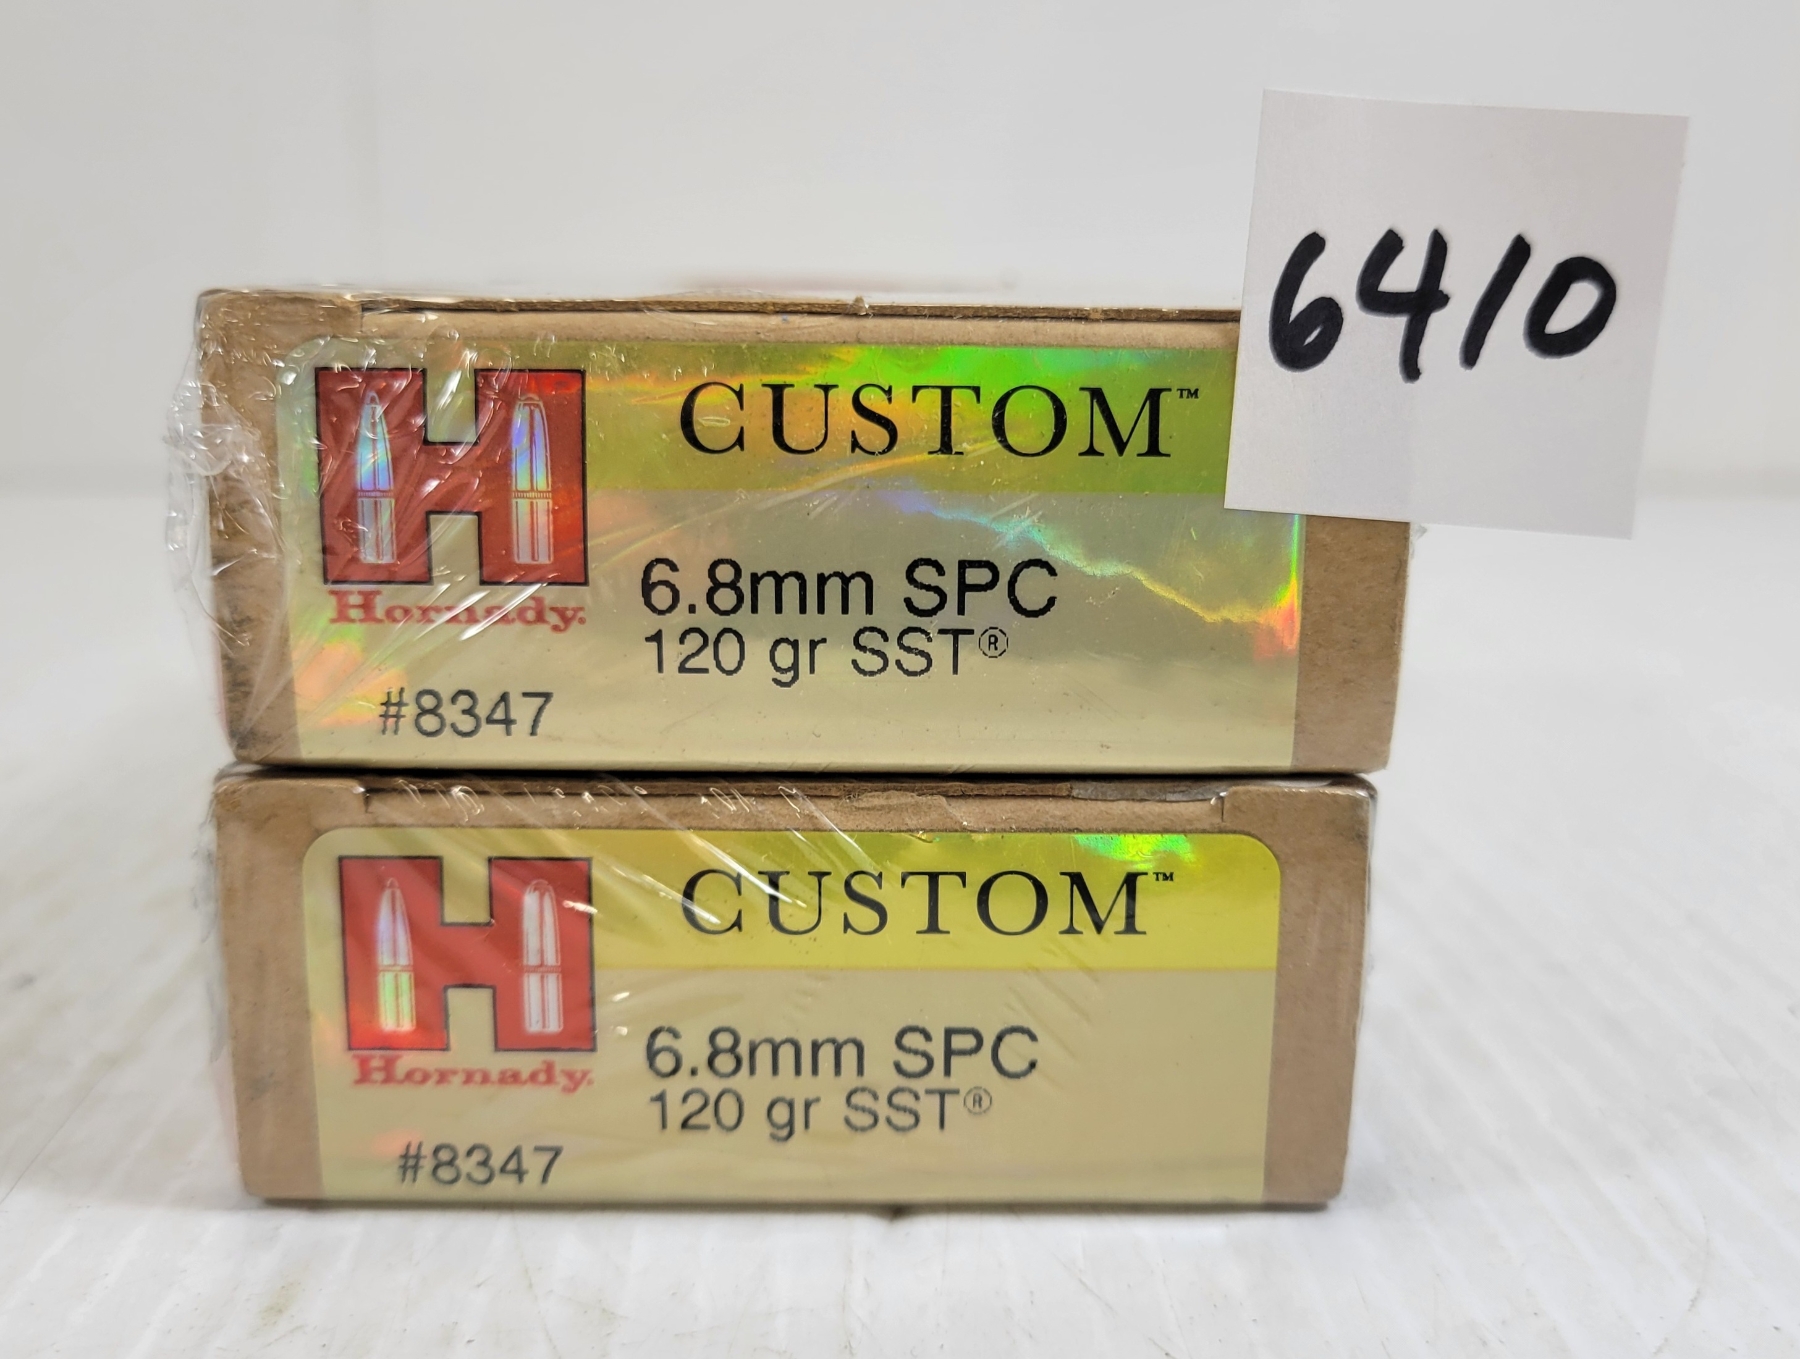 6410
CUSTOM™
Hornady.
6.8mm SPC
120 gr SST®
#8347
CUSTOM™
Hornady.
6.8mm SPC
120 gr SST®
#8347